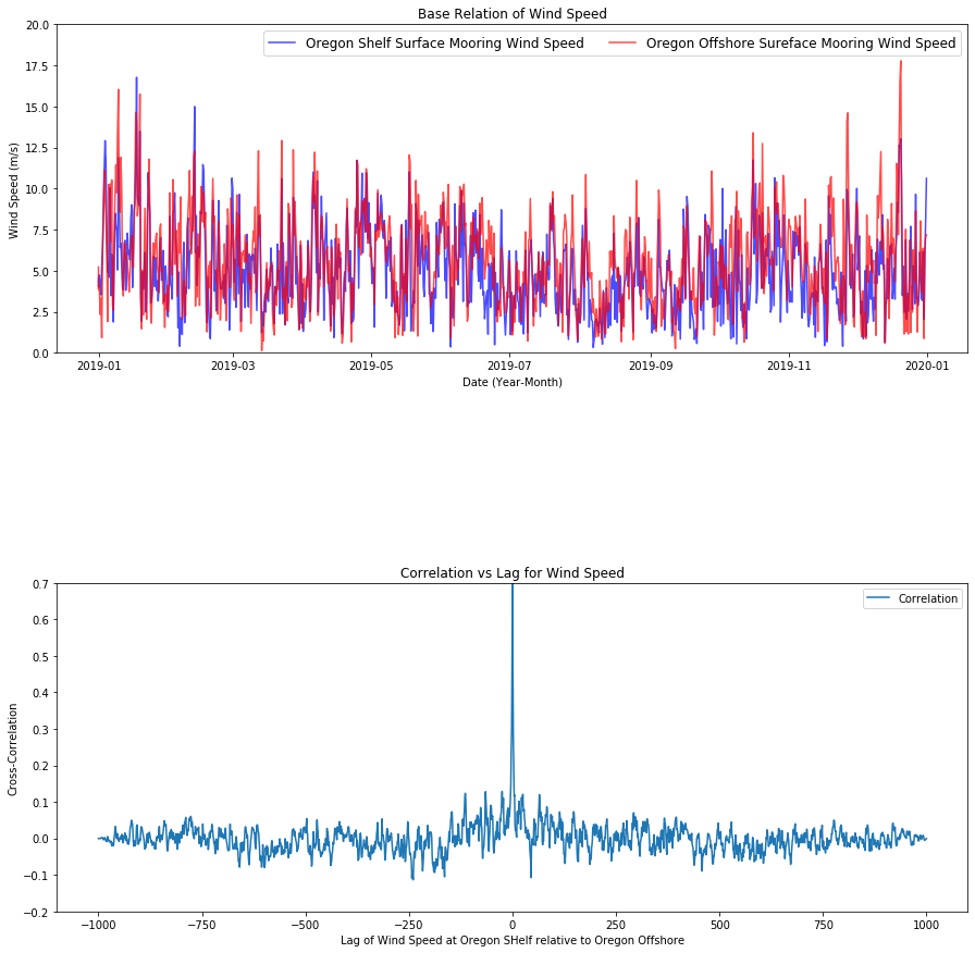 Base Relation of Wind Speed
Oregon Shelf Surface Mooring Wind Speed
Oregon Offshore Sureface Mooring Wind Speed
20.0
17.5
15.0
12.5
10.0
7.5
5.0
2.5
0.0
Wind Speed (m/s)
2019-01 2019-03 2019-05 2019-07 2019-09 2019-11 2020-01
Date (Year-Month)
Correlation vs Lag for Wind Speed
Correlation
0.7
0.6
0.5
0.4
0.3
0.2
0.1
0.0
−0.1
−0.2
Cross-Correlation
−1000 −750 −500 −250 0 250 500 750 1000
Lag of Wind Speed at Oregon SHelf relative to Oregon Offshore